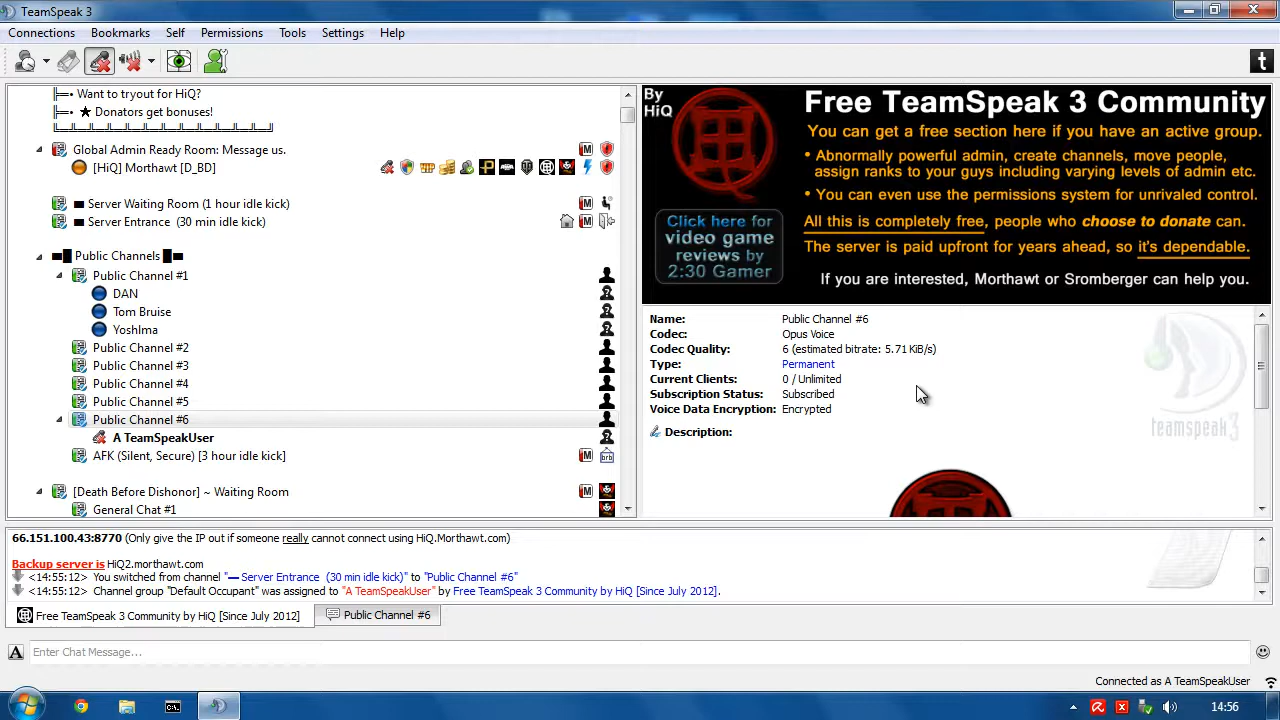 TeamSpeak 3
Connections Bookmarks Self Permissions Tools Settings Help
t
╠═• Want to tryout for HiQ?
╠═• ★ Donators get bonuses!
Global Admin Ready Room: Message us.
M
[HiQ] Morthawt [D_BD]
Server Waiting Room (1 hour idle kick)
M
Server Entrance (30 min idle kick)
M
Public Channels
Public Channel #1
DAN
Tom Bruise
YoshIma
Public Channel #2
Public Channel #3
Public Channel #4
Public Channel #5
Public Channel #6
A TeamSpeakUser
AFK (Silent, Secure) [3 hour idle kick]
M brb
[Death Before Dishonor] ~ Waiting Room
M
General Chat #1
By
HiQ
Free TeamSpeak 3 Community
You can get a free section here if you have an active group.
• Abnormally powerful admin, create channels, move people,
assign ranks to your guys including varying levels of admin etc.
• You can even use the permissions system for unrivaled control.
All this is completely free, people who choose to donate can.
The server is paid upfront for years ahead, so it's dependable.
If you are interested, Morthawt or Sromberger can help you.
Click here for
video game
reviews by
2:30 Gamer
Name: Public Channel #6
Codec: Opus Voice
Codec Quality: 6 (estimated bitrate: 5.71 KiB/s)
Type: Permanent
Current Clients: 0 / Unlimited
Subscription Status: Subscribed
Voice Data Encryption: Encrypted
Description:
teamspeak3
66.151.100.43:8770 (Only give the IP out if someone really cannot connect using HiQ.Morthawt.com)
Backup server is HiQ2.morthawt.com
<14:55:12> You switched from channel "▬ Server Entrance (30 min idle kick)" to "Public Channel #6"
<14:55:12> Channel group "Default Occupant" was assigned to "A TeamSpeakUser" by Free TeamSpeak 3 Community by HiQ [Since July 2012].
Free TeamSpeak 3 Community by HiQ [Since July 2012]
Public Channel #6
A
Enter Chat Message...
Connected as A TeamSpeakUser
14:56